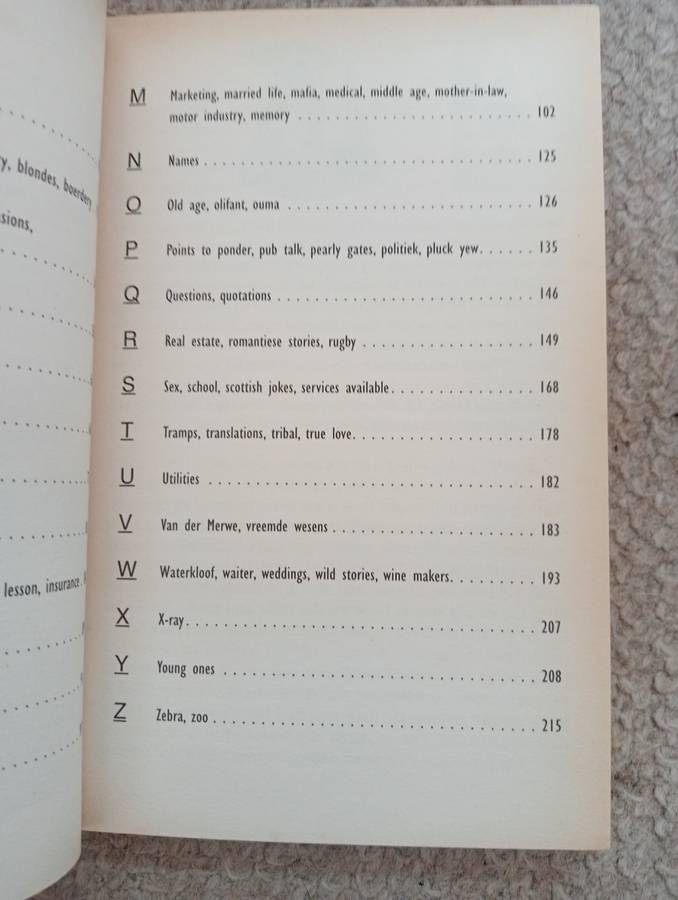 y, blondes, boerdery
sions,
lesson, insurance
M Marketing, married life, mafia, medical, middle age, mother-in-law,
motor industry, memory . . . . . . . . . . . . . . . . . . . . . . . . . 102
N Names . . . . . . . . . . . . . . . . . . . . . . . . . . . . . . . . . . . 125
O Old age, olifant, ouma . . . . . . . . . . . . . . . . . . . . . . . . . . 126
P Points to ponder, pub talk, pearly gates, politiek, pluck yew. . . . . . 135
Q Questions, quotations . . . . . . . . . . . . . . . . . . . . . . . . . . . 146
R Real estate, romantiese stories, rugby . . . . . . . . . . . . . . . . . . 149
S Sex, school, scottish jokes, services available. . . . . . . . . . . . . . . 168
T Tramps, translations, tribal, true love. . . . . . . . . . . . . . . . . . . 178
U Utilities . . . . . . . . . . . . . . . . . . . . . . . . . . . . . . . . . . 182
V Van der Merwe, vreemde wesens . . . . . . . . . . . . . . . . . . . . . 183
W Waterkloof, waiter, weddings, wild stories, wine makers. . . . . . . . . 193
X X-ray. . . . . . . . . . . . . . . . . . . . . . . . . . . . . . . . . . . . . 207
Y Young ones . . . . . . . . . . . . . . . . . . . . . . . . . . . . . . . . . 208
Z Zebra, zoo . . . . . . . . . . . . . . . . . . . . . . . . . . . . . . . . . . 215